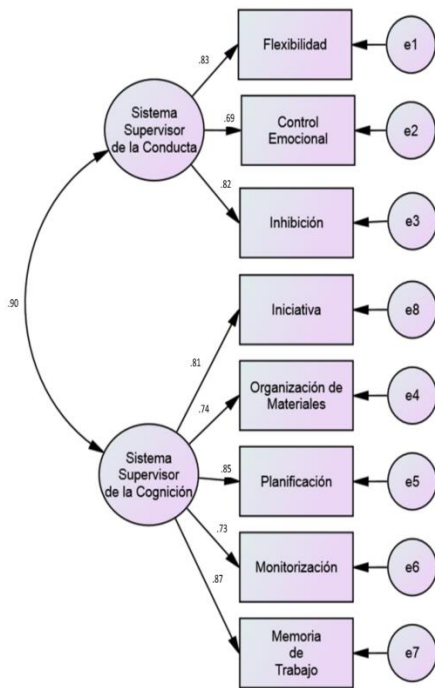 Flexibilidad
e1
.83
Sistema
Supervisor
de la Conducta
.69
Control
Emocional
e2
.82
Inhibición
e3
.90
Iniciativa
e8
.81
Organización de
Materiales
e4
.74
Sistema
Supervisor
de la Cognición
.85
Planificación
e5
.73
Monitorización
e6
.87
Memoria
de
Trabajo
e7